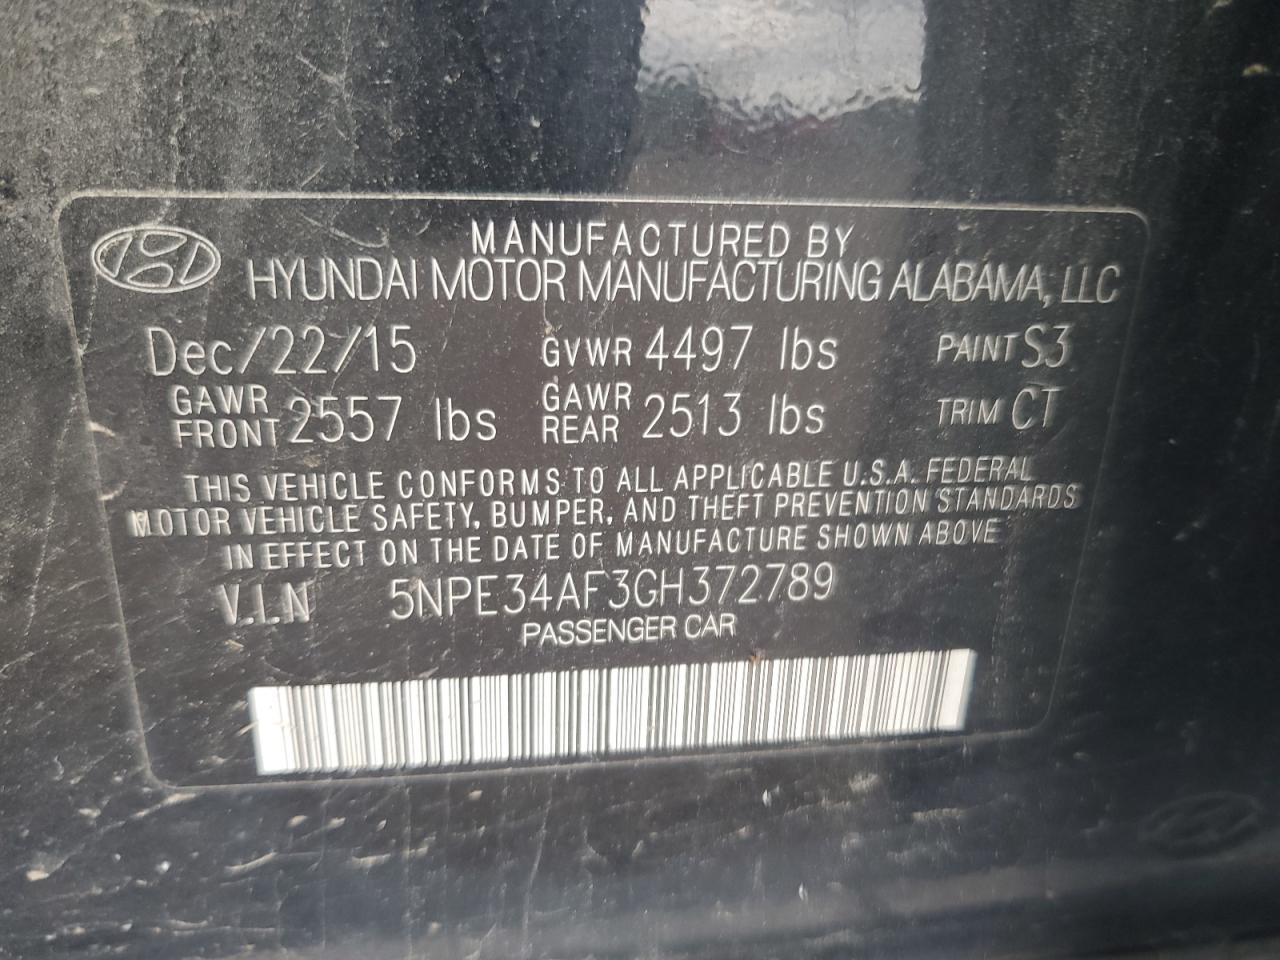 MANUFACTURED BY
HYUNDAI MOTOR MANUFACTURING ALABAMA, LLC
Dec/22/15 GVWR 4497 lbs PAINT S3
GAWR FRONT 2557 lbs GAWR REAR 2513 lbs TRIM CT
THIS VEHICLE CONFORMS TO ALL APPLICABLE U.S.A. FEDERAL
MOTOR VEHICLE SAFETY, BUMPER, AND THEFT PREVENTION STANDARDS
IN EFFECT ON THE DATE OF MANUFACTURE SHOWN ABOVE
V.I.N 5NPE34AF3GH372789
PASSENGER CAR